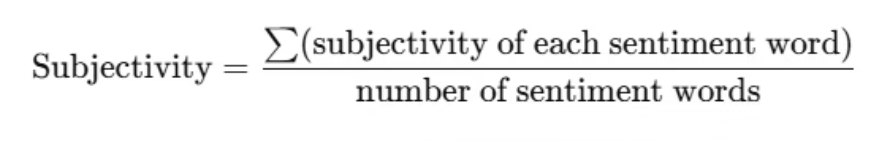 Subjectivity = ∑(subjectivity of each sentiment word)
number of sentiment words